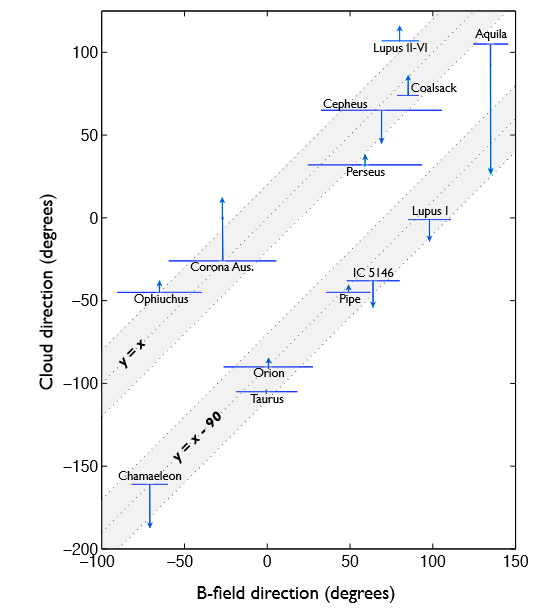 100
50
0
−50
−100
−150
−200
−100
−50
0
50
100
150
Cloud direction (degrees)
B-field direction (degrees)
Aquila
Lupus II-VI
Coalsack
Cepheus
Perseus
Lupus I
Corona Aus.
IC 5146
Ophiuchus
Pipe
y = x
Orion
Taurus
y = x - 90
Chamaeleon